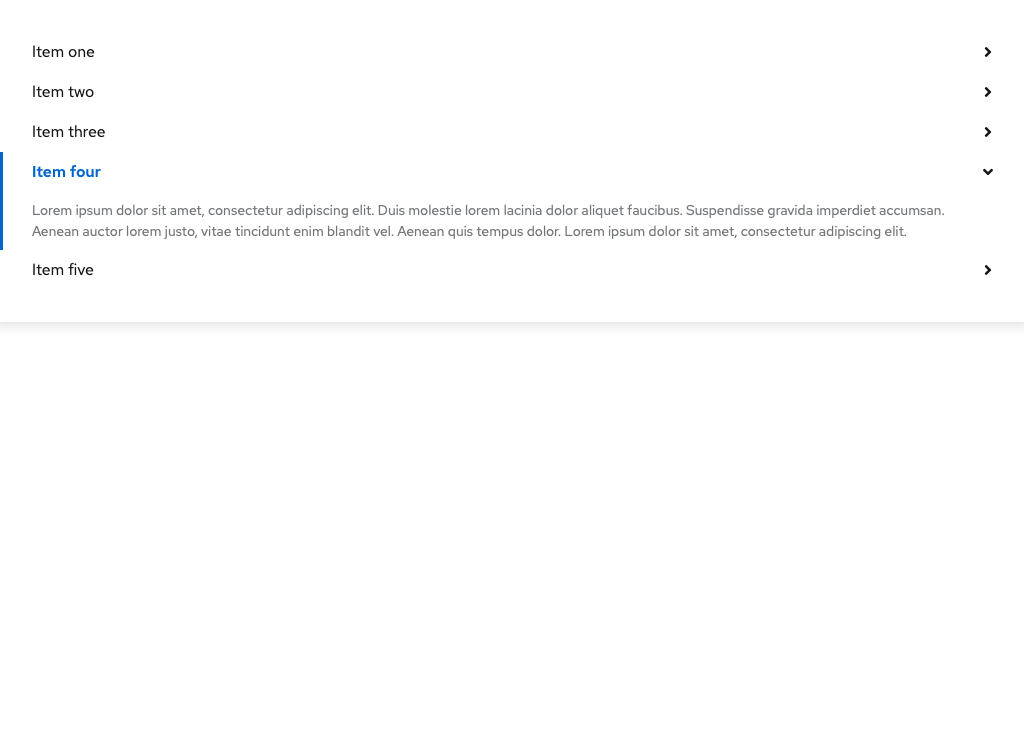 Item one
Item two
Item three
Item four
Lorem ipsum dolor sit amet, consectetur adipiscing elit. Duis molestie lorem lacinia dolor aliquet faucibus. Suspendisse gravida imperdiet accumsan.
Aenean auctor lorem justo, vitae tincidunt enim blandit vel. Aenean quis tempus dolor. Lorem ipsum dolor sit amet, consectetur adipiscing elit.
Item five